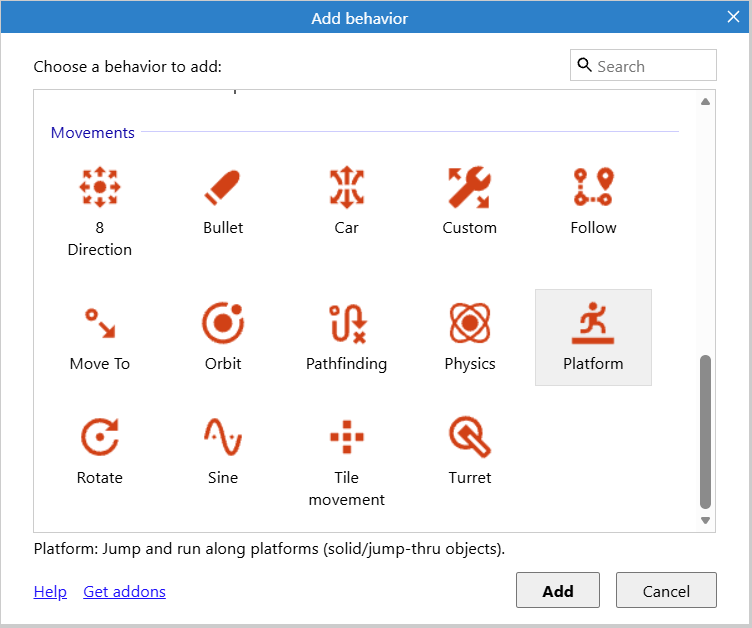 Add behavior
Choose a behavior to add:
Search
Movements
8
Direction
Bullet
Car
Custom
Follow
Move To
Orbit
Pathfinding
Physics
Platform
Rotate
Sine
Tile
movement
Turret
Platform: Jump and run along platforms (solid/jump-thru objects).
Help
Get addons
Add
Cancel